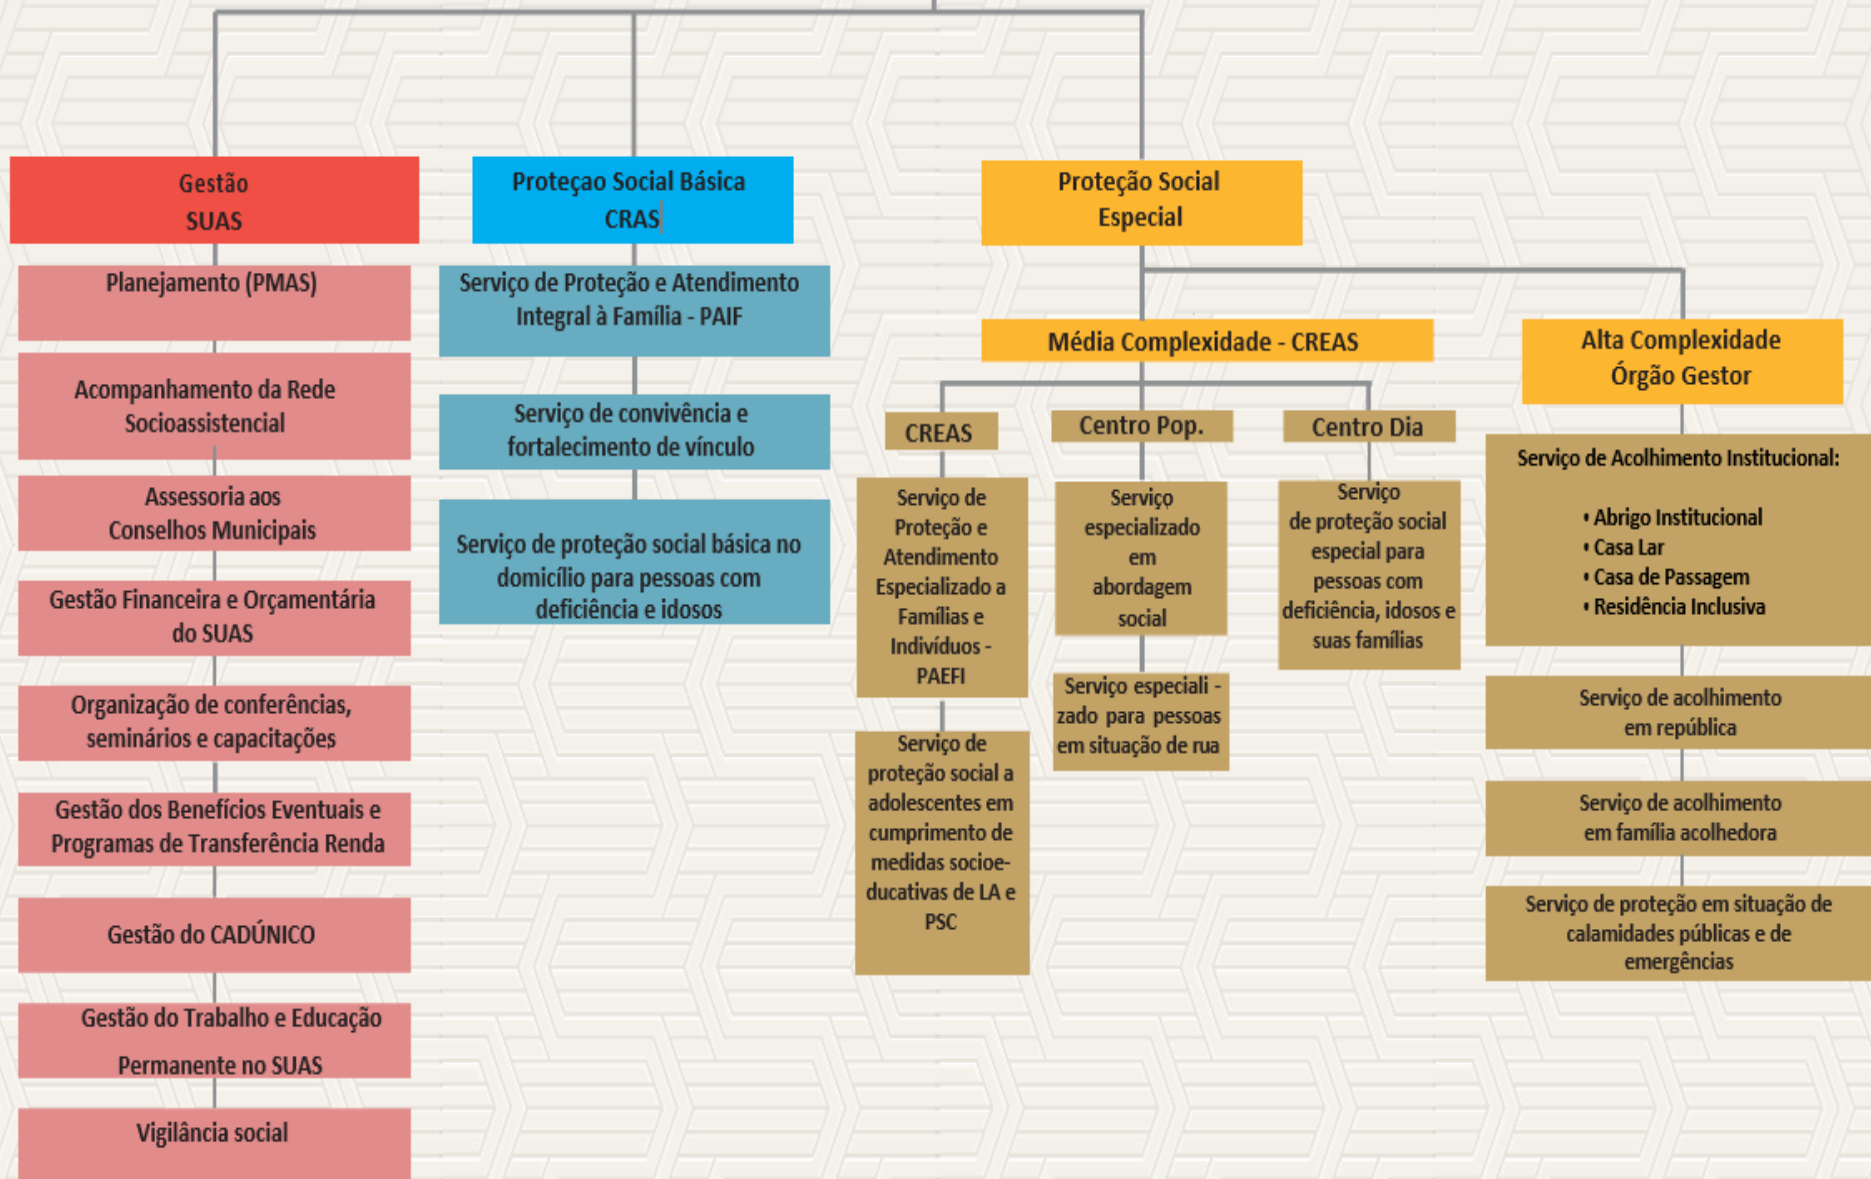 Gestão
SUAS
Planejamento (PMAS)
Acompanhamento da Rede
Socioassistencial
Assessoria aos
Conselhos Municipais
Gestão Financeira e Orçamentária
do SUAS
Organização de conferências,
seminários e capacitações
Gestão dos Benefícios Eventuais e
Programas de Transferência Renda
Gestão do CADÚNICO
Gestão do Trabalho e Educação
Permanente no SUAS
Vigilância social
Proteçao Social Básica
CRAS
Serviço de Proteção e Atendimento
Integral à Família - PAIF
Serviço de convivência e
fortalecimento de vínculo
Serviço de proteção social básica no
domicílio para pessoas com
deficiência e idosos
Proteção Social
Especial
Média Complexidade - CREAS
CREAS
Serviço de
Proteção e
Atendimento
Especializado a
Famílias e
Indivíduos -
PAEFI
Serviço de
proteção social a
adolescentes em
cumprimento de
medidas socioe-
ducativas de LA e
PSC
Centro Pop.
Serviço
especializado
em
abordagem
social
Serviço especiali -
zado para pessoas
em situação de rua
Centro Dia
Serviço
de proteção social
especial para
pessoas com
deficiência, idosos e
suas famílias
Alta Complexidade
Órgão Gestor
Serviço de Acolhimento Institucional:
• Abrigo Institucional
• Casa Lar
• Casa de Passagem
• Residência Inclusiva
Serviço de acolhimento
em república
Serviço de acolhimento
em família acolhedora
Serviço de proteção em situação de
calamidades públicas e de
emergências